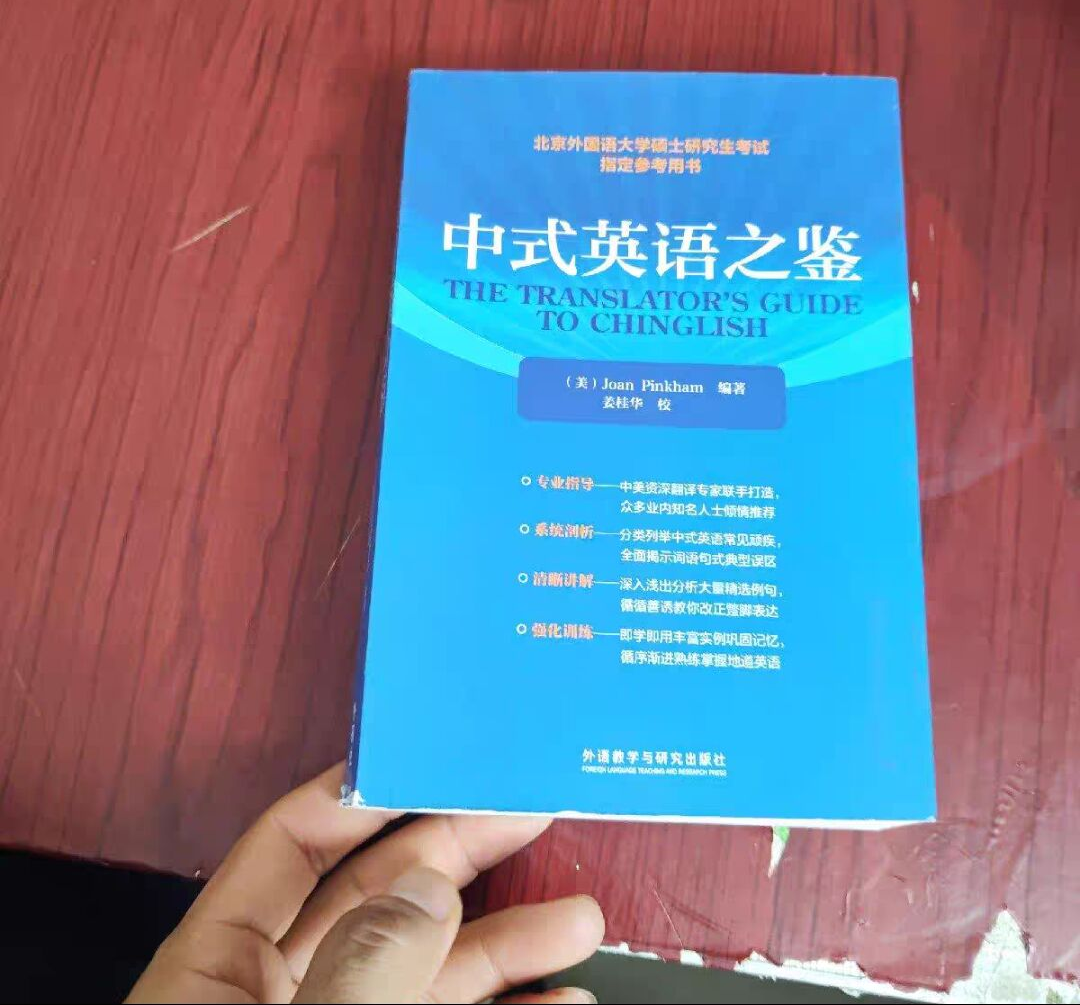 北京外国语大学硕士研究生考试
指定参考用书
中式英语之鉴
THE TRANSLATOR'S GUIDE
TO CHINGLISH
（美）Joan Pinkham 编著
姜桂华 校
专业指导——中美资深翻译专家联手打造，
众多业内知名人士倾情推荐
系统剖析——分类列举中式英语常见顽疾，
全面揭示词语句式典型误区
清晰讲解——深入浅出分析大量精选例句，
循循善诱教你改正蹩脚表达
强化训练——即学即用丰富实例巩固记忆，
循序渐进熟练掌握地道英语
外语教学与研究出版社
FOREIGN LANGUAGE TEACHING AND RESEARCH PRESS